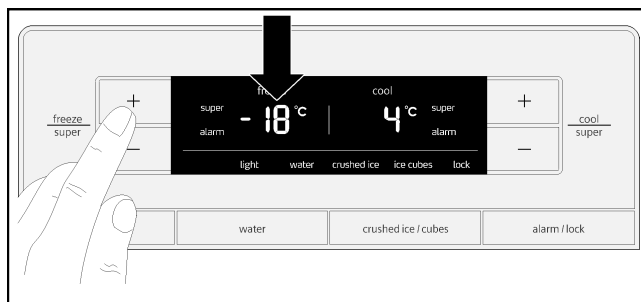 freeze
super
+
–
fre
cool
super
alarm
-18 °C
4 °C
super
alarm
light water crushed ice ice cubes lock
+
–
cool
super
water
crushed ice / cubes
alarm / lock